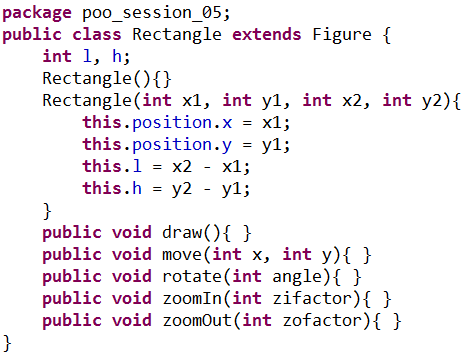 package poo_session_05;
public class Rectangle extends Figure {
    int l, h;
    Rectangle(){}
    Rectangle(int x1, int y1, int x2, int y2){
        this.position.x = x1;
        this.position.y = y1;
        this.l = x2 - x1;
        this.h = y2 - y1;
    }
    public void draw(){ }
    public void move(int x, int y){ }
    public void rotate(int angle){ }
    public void zoomIn(int zifactor){ }
    public void zoomOut(int zofactor){ }
}